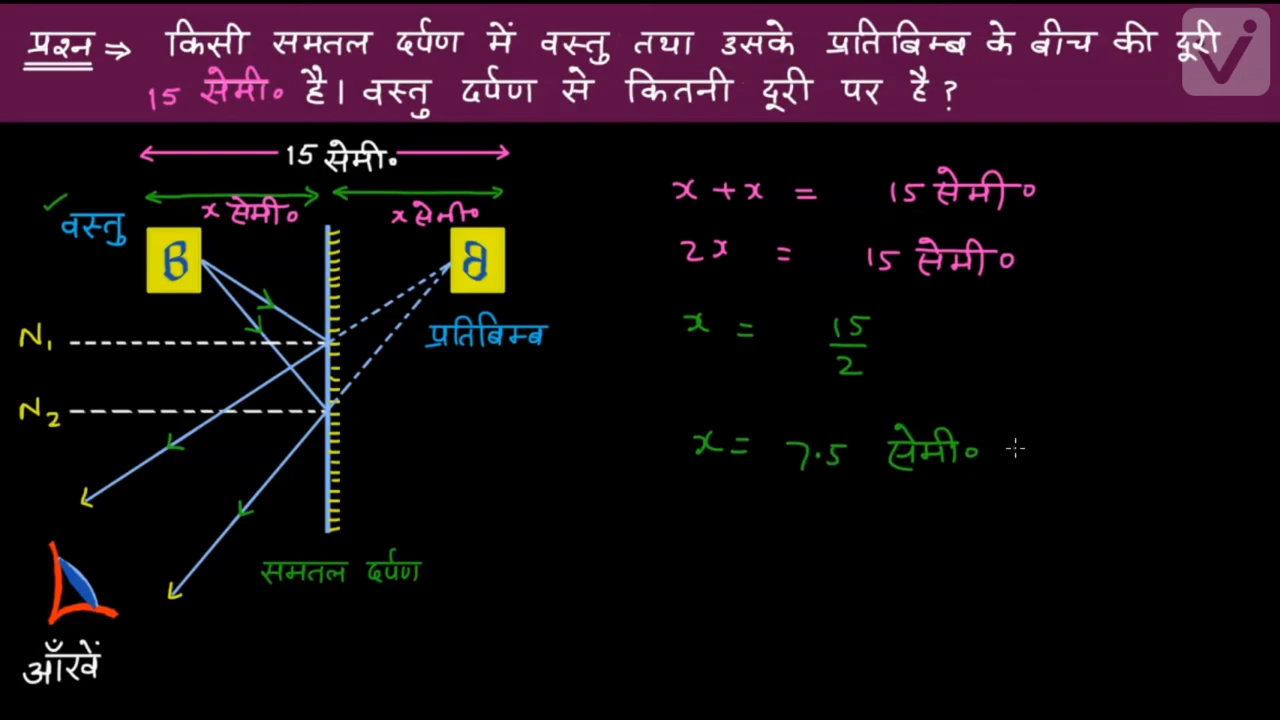 प्रश्न ⇒ किसी समतल दर्पण में वस्तु तथा उसके प्रतिबिम्ब के बीच की दूरी
15 सेमी० है। वस्तु दर्पण से कितनी दूरी पर है?
15 सेमी०
x सेमी० x सेमी०
वस्तु
B B
प्रतिबिम्ब
N1
N2
समतल दर्पण
आँखें
x + x = 15 सेमी०
2x = 15 सेमी०
x = 15/2
x = 7.5 सेमी०